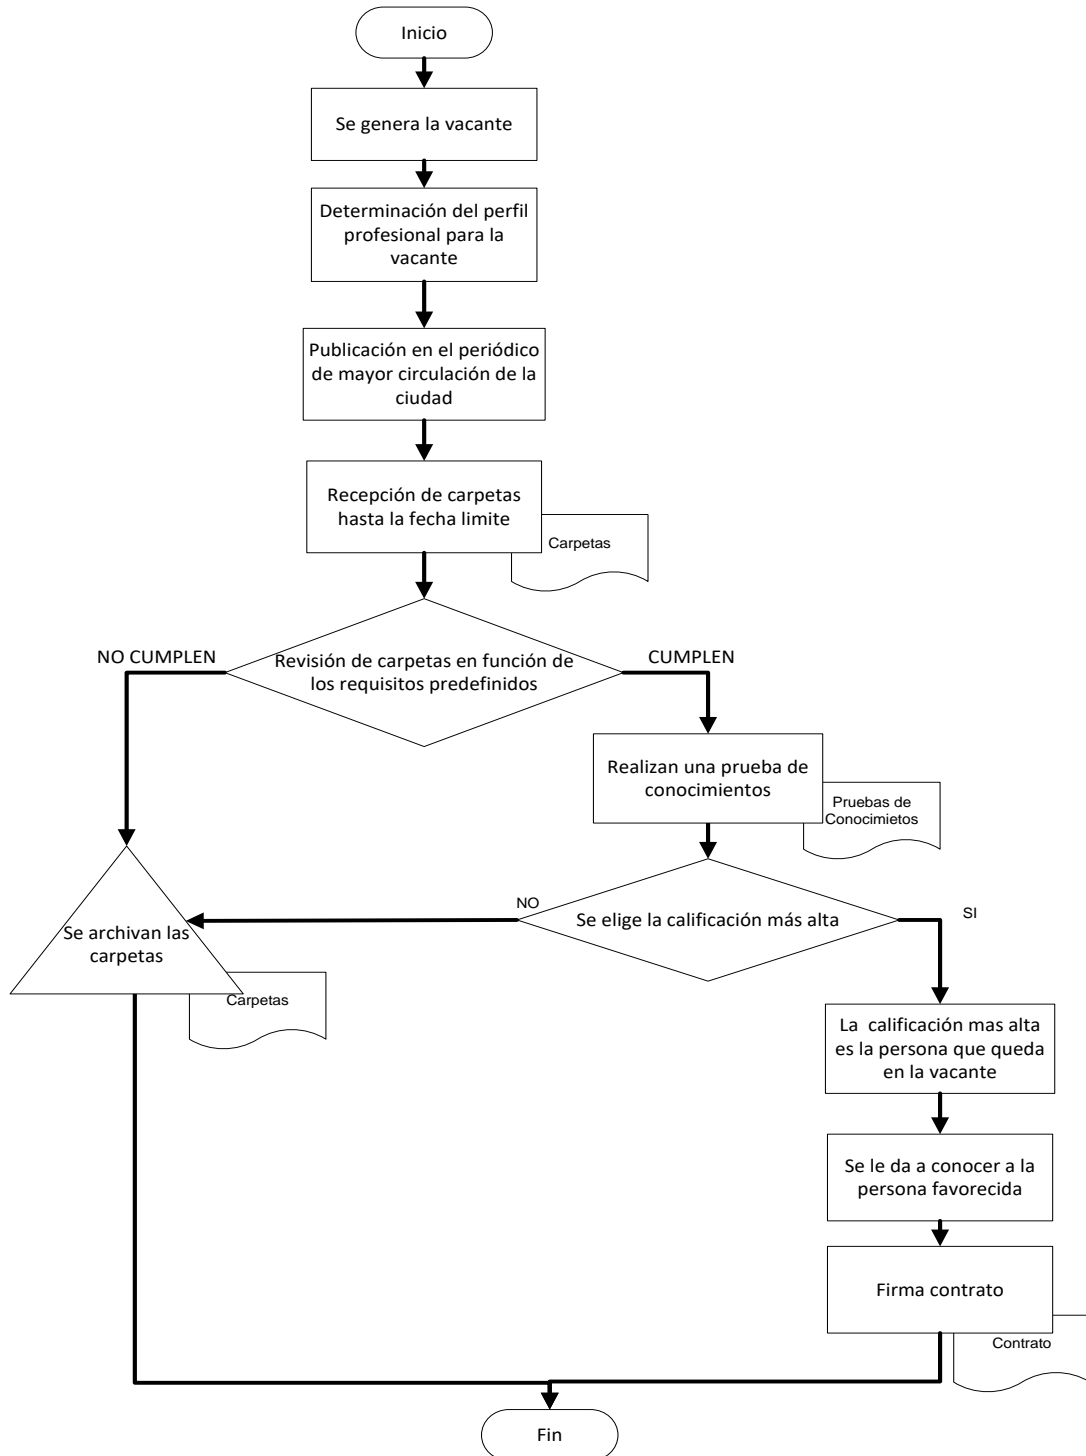 Inicio
Se genera la vacante
Determinación del perfil
profesional para la
vacante
Publicación en el periódico
de mayor circulación de la
ciudad
Recepción de carpetas
hasta la fecha limite
Carpetas
NO CUMPLEN
Revisión de carpetas en función de
los requisitos predefinidos
CUMPLEN
Realizan una prueba de
conocimientos
Pruebas de
Conocimietos
NO
Se elige la calificación más alta
SI
Se archivan las
carpetas
Carpetas
La calificación mas alta
es la persona que queda
en la vacante
Se le da a conocer a la
persona favorecida
Firma contrato
Contrato
Fin